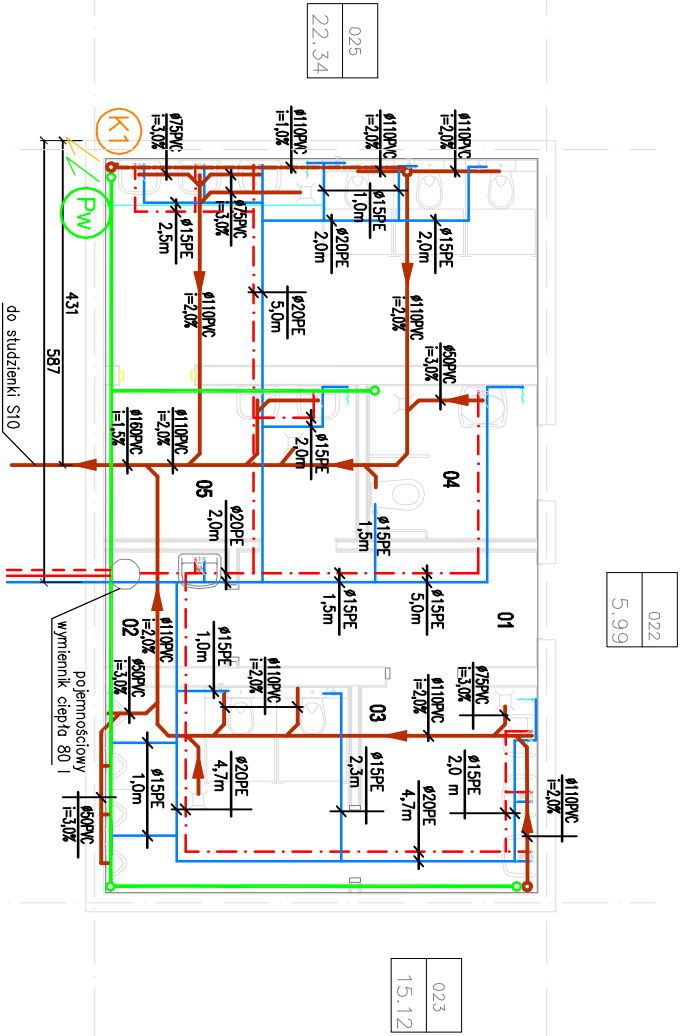 025
22.34
K1
Pw
ø75PVC
i=3,0%
ø110PVC
i=1,0%
ø110PVC
i=2,0%
ø110PVC
i=2,0%
ø15PE
2,5m
ø75PVC
i=3,0%
ø20PE
2,0m
ø15PE
1,0m
ø15PE
2,0m
ø110PVC
i=2,0%
ø20PE
5,0m
ø110PVC
i=2,0%
ø50PVC
i=3,0%
431
587
do studzienki S10
ø160PVC
i=1,5%
ø110PVC
i=2,0%
ø15PE
2,0m
04
05
ø20PE
2,0m
ø15PE
1,5m
022
5.99
ø15PE
1,5m
ø15PE
5,0m
01
02
ø110PVC
i=2,0%
ø50PVC
i=3,0%
ø15PE
1,0m
ø110PVC
i=2,0%
03
ø110PVC
i=2,0%
ø75PVC
i=3,0%
pojemnościowy
wymiennik ciepła 80 l
ø50PVC
i=3,0%
ø15PE
1,0m
ø20PE
4,7m
ø15PE
2,3m
ø20PE
4,7m
ø15PE
2,0 m
ø110PVC
i=2,0%
023
15.12